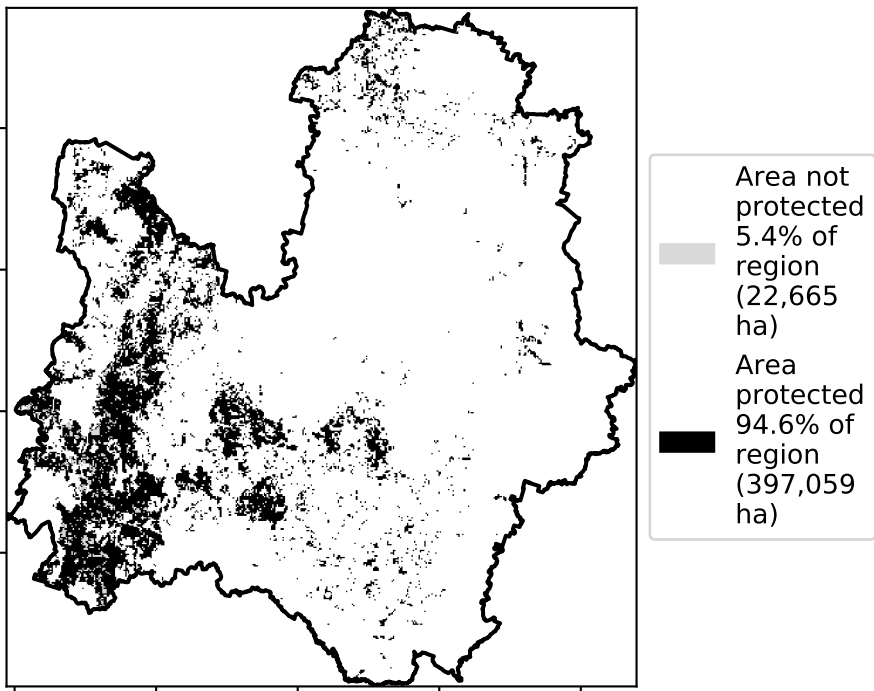 Area not
protected
5.4% of
region
(22,665
ha)
Area
protected
94.6% of
region
(397,059
ha)